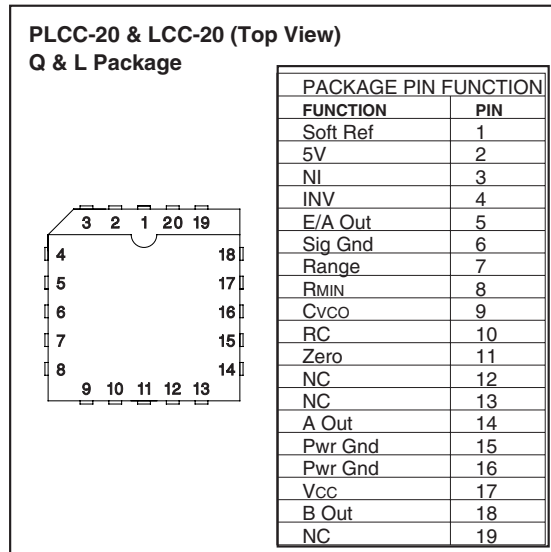 PLCC-20 & LCC-20 (Top View)
Q & L Package
3 2 1 20 19
4 18
5 17
6 16
7 15
8 14
9 10 11 12 13
PACKAGE PIN FUNCTION
FUNCTION PIN
Soft Ref 1
5V 2
NI 3
INV 4
E/A Out 5
Sig Gnd 6
Range 7
RMIN 8
CVCO 9
RC 10
Zero 11
NC 12
NC 13
A Out 14
Pwr Gnd 15
Pwr Gnd 16
VCC 17
B Out 18
NC 19